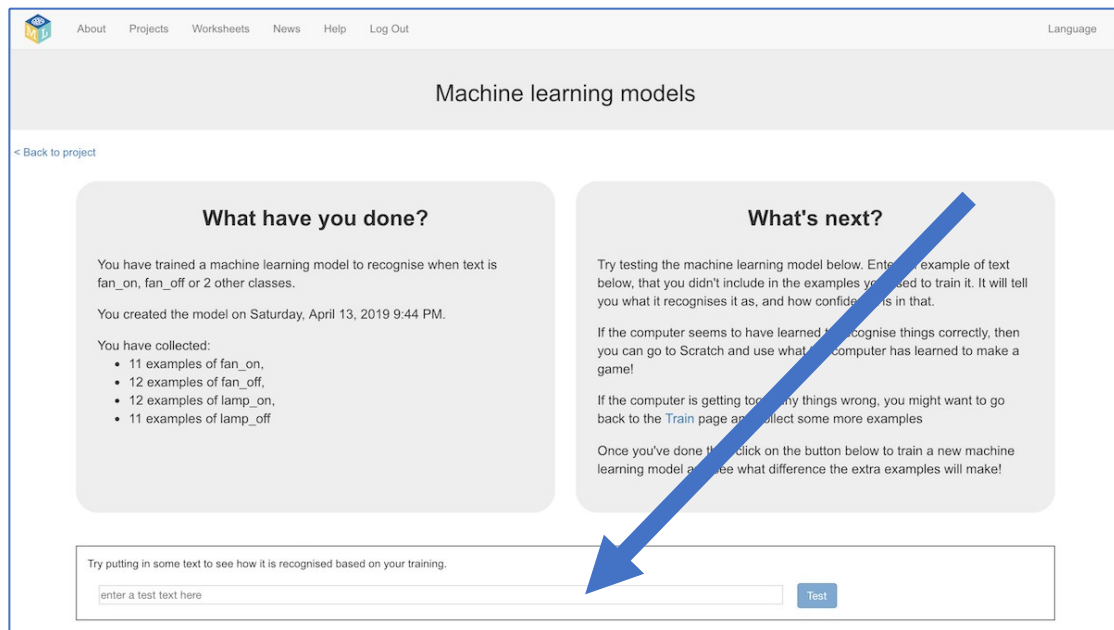 M L
About Projects Worksheets News Help Log Out Language
Machine learning models
< Back to project
What have you done?
You have trained a machine learning model to recognise when text is
fan_on, fan_off or 2 other classes.
You created the model on Saturday, April 13, 2019 9:44 PM.
You have collected:
• 11 examples of fan_on,
• 12 examples of fan_off,
• 12 examples of lamp_on,
• 11 examples of lamp_off
What's next?
Try testing the machine learning model below. Enter example of text
below, that you didn't include in the examples you used to train it. It will tell
you what it recognises it as, and how is in that.
If the computer seems to have learned recognise things correctly, then
you can go to Scratch and use what computer has learned to make a
game!
If the computer is getting too things wrong, you might want to go
back to the Train page collect some more examples
Once you've done click on the button below to train a new machine
learning model see what difference the extra examples will make!
Try putting in some text to see how it is recognised based on your training.
enter a test text here
Test